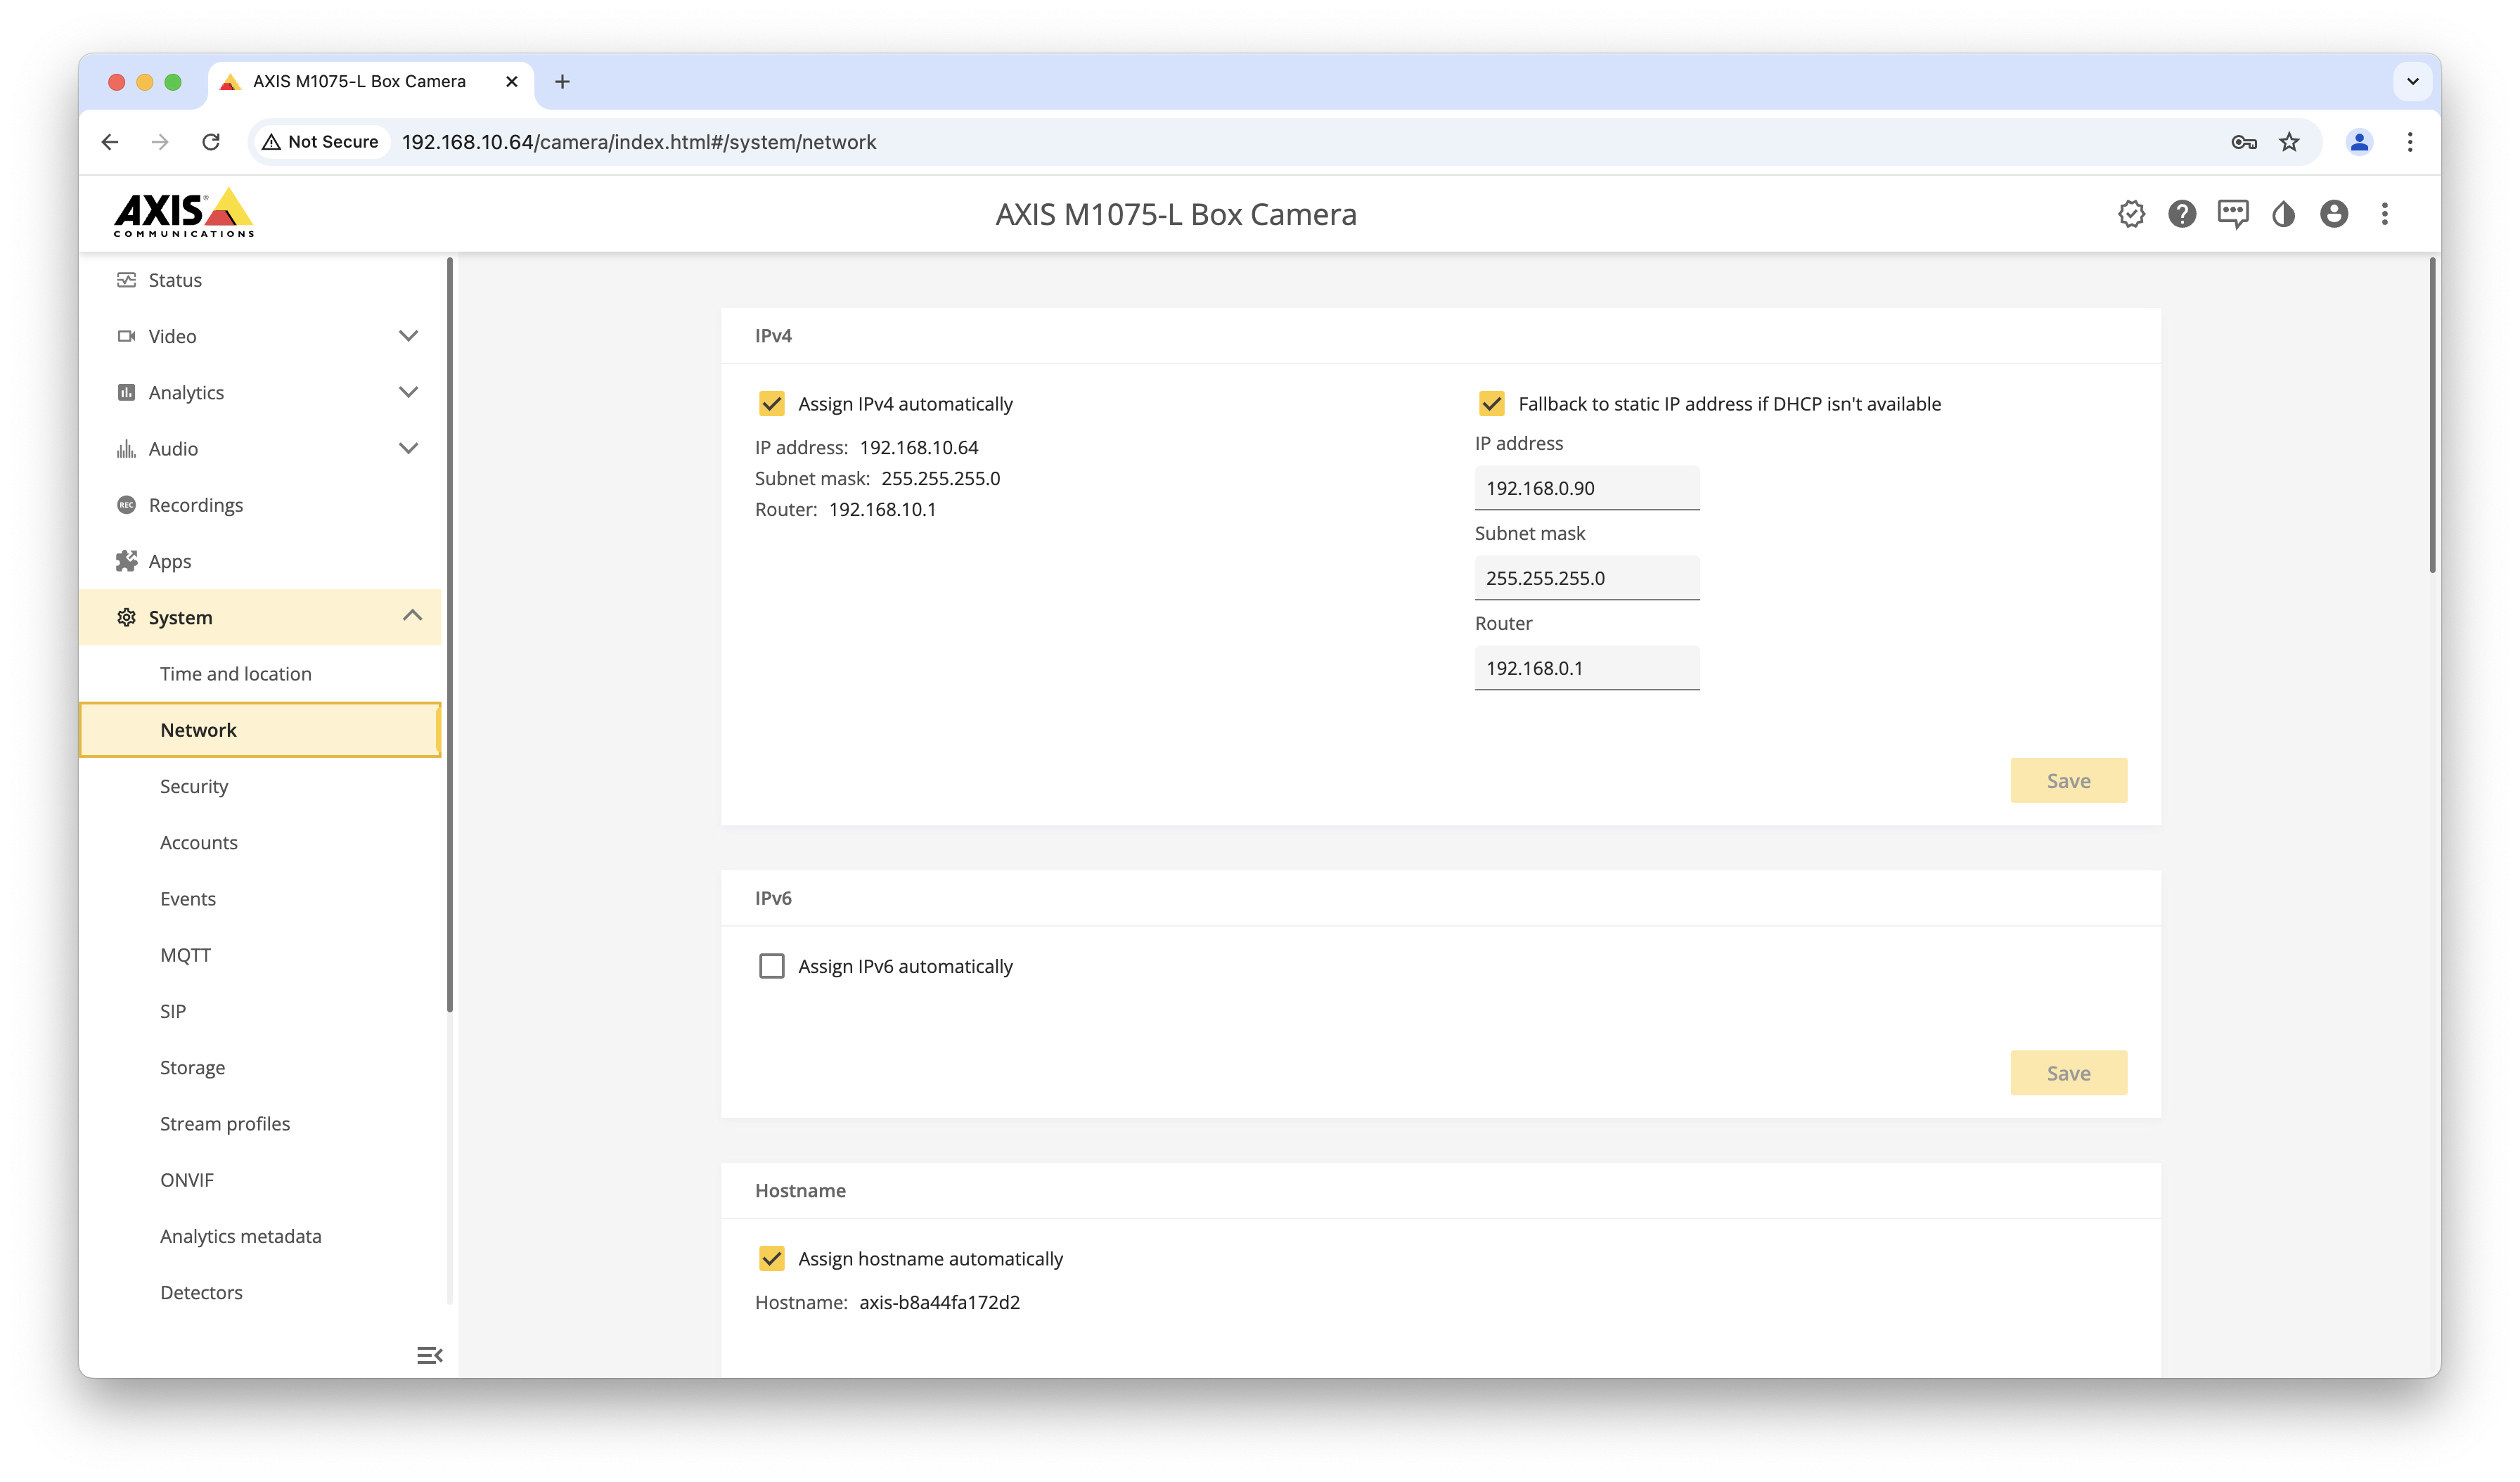 AXIS M1075-L Box Camera
Not Secure 192.168.10.64/camera/index.html#/system/network
AXIS COMMUNICATIONS
AXIS M1075-L Box Camera
Status
Video
Analytics
Audio
REC Recordings
Apps
System
Time and location
Network
Security
Accounts
Events
MQTT
SIP
Storage
Stream profiles
ONVIF
Analytics metadata
Detectors
IPv4
Assign IPv4 automatically
IP address: 192.168.10.64
Subnet mask: 255.255.255.0
Router: 192.168.10.1
Fallback to static IP address if DHCP isn't available
IP address
192.168.0.90
Subnet mask
255.255.255.0
Router
192.168.0.1
Save
IPv6
Assign IPv6 automatically
Save
Hostname
Assign hostname automatically
Hostname: axis-b8a44fa172d2